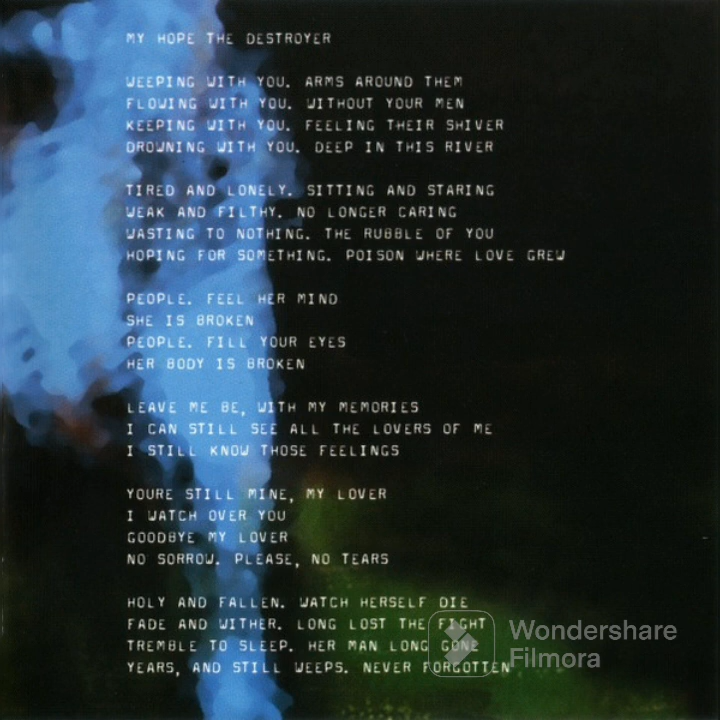 MY HOPE THE DESTROYER
WEEPING WITH YOU. ARMS AROUND THEM
FLOWING WITH YOU. WITHOUT YOUR MEN
KEEPING WITH YOU. FEELING THEIR SHIVER
DROWNING WITH YOU. DEEP IN THIS RIVER
TIRED AND LONELY. SITTING AND STARING
WEAK AND FILTHY. NO LONGER CARING
WASTING TO NOTHING. THE RUBBLE OF YOU
HOPING FOR SOMETHING. POISON WHERE LOVE GREW
PEOPLE. FEEL HER MIND
SHE IS BROKEN
PEOPLE. FILL YOUR EYES
HER BODY IS BROKEN
LEAVE ME BE, WITH MY MEMORIES
I CAN STILL SEE ALL THE LOVERS OF ME
I STILL KNOW THOSE FEELINGS
YOURE STILL MINE, MY LOVER
I WATCH OVER YOU
GOODBYE MY LOVER
NO SORROW. PLEASE, NO TEARS
HOLY AND FALLEN. WATCH HERSELF DIE
FADE AND WITHER. LONG LOST THE FIGHT
TREMBLE TO SLEEP. HER MAN LONG GONE
YEARS, AND STILL WEEPS. NEVER FORGOTTEN
Wondershare
Filmora